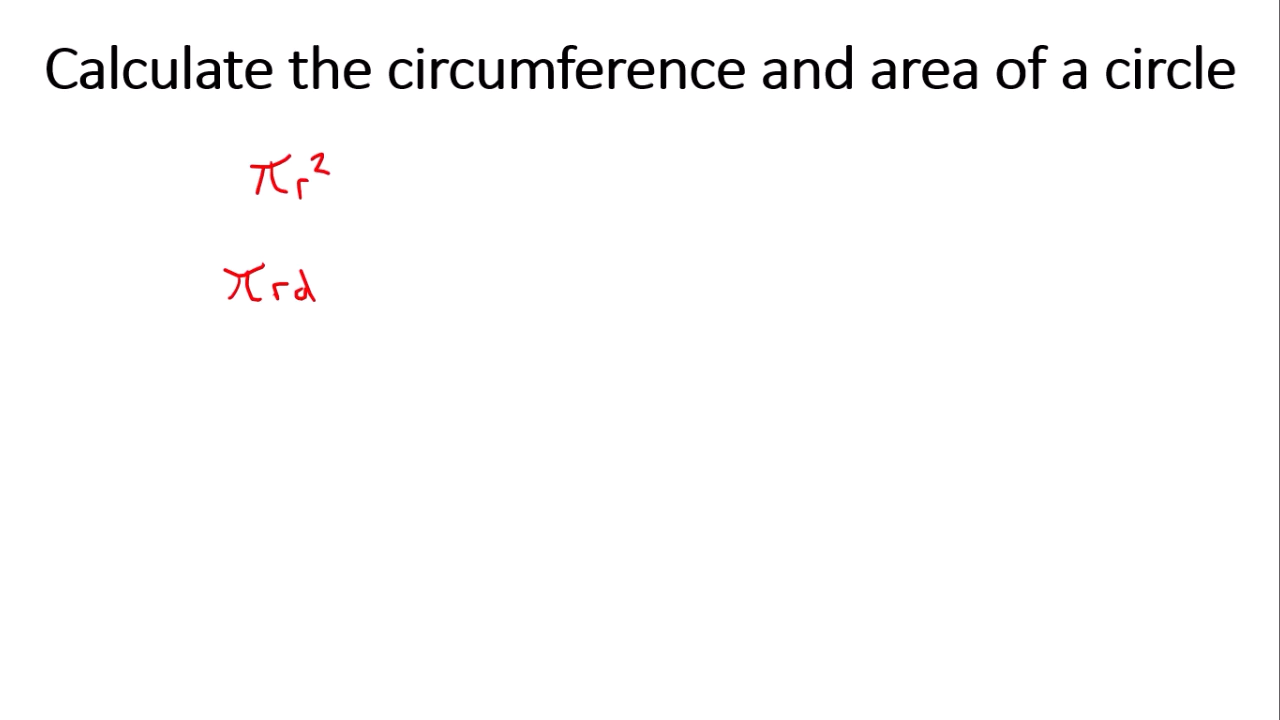 Calculate the circumference and area of a circle
πr²
πrd